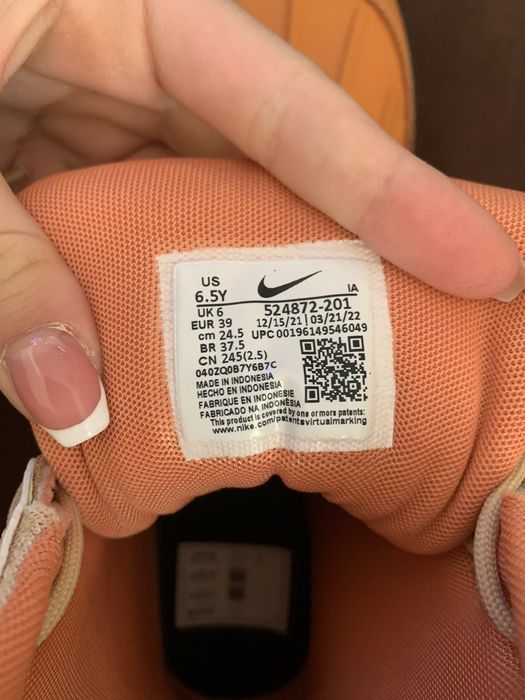 US
6.5Y
IA
UK 6
524872-201
EUR 39
12/15/21 | 03/21/22
cm 24.5
UPC 00196149546049
BR 37.5
CN 245(2.5)
040ZQ0B7Y6B7C
MADE IN INDONESIA
HECHO EN INDONESIA
FABRIQUE EN INDONESIE
FABRICADO NA INDONÉSIA
This product is covered by one or more patents:
www.nike.com/patentsvirtualmarking